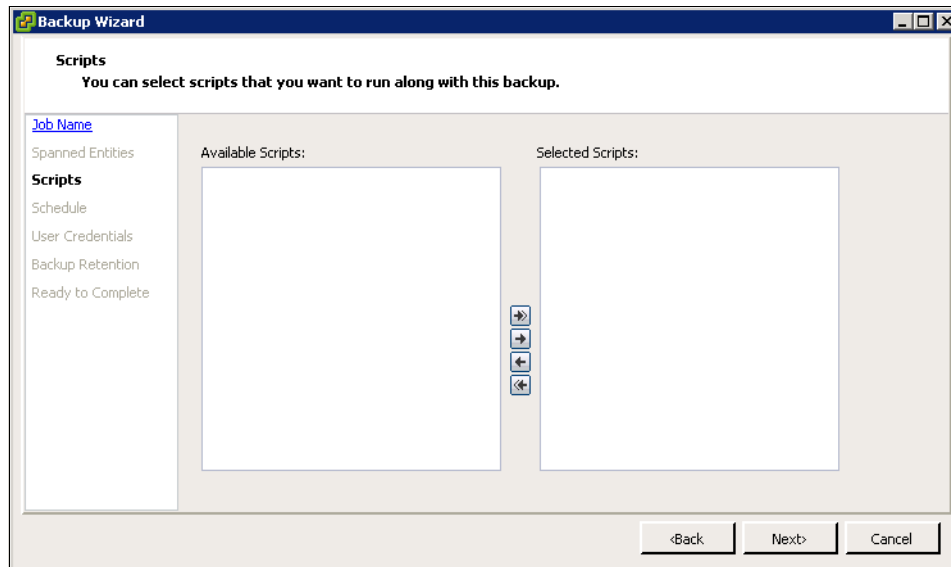 Backup Wizard
Scripts
You can select scripts that you want to run along with this backup.
Job Name
Spanned Entities
Scripts
Schedule
User Credentials
Backup Retention
Ready to Complete
Available Scripts:
Selected Scripts:
‹Back
Next›
Cancel